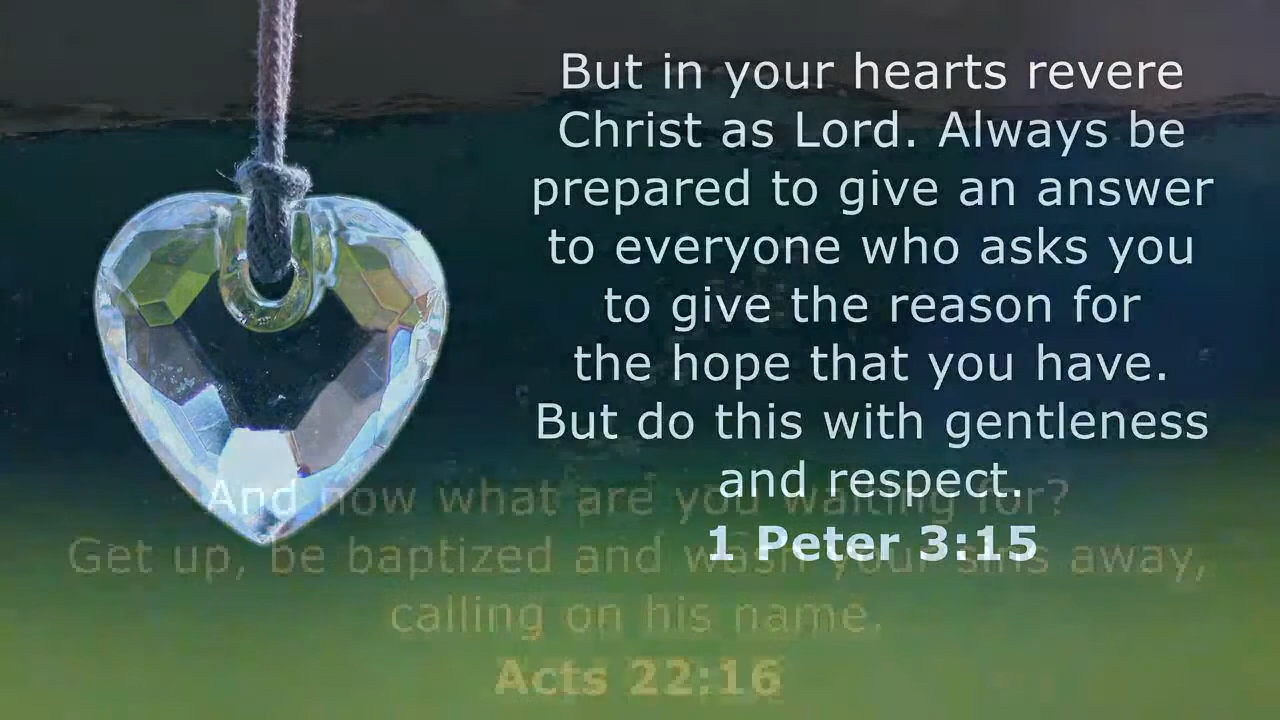 But in your hearts revere
Christ as Lord. Always be
prepared to give an answer
to everyone who asks you
to give the reason for
the hope that you have.
But do this with gentleness
and respect.
1 Peter 3:15
And now what are you waiting for?
Get up, be baptized and wash your sins away,
calling on his name.
Acts 22:16